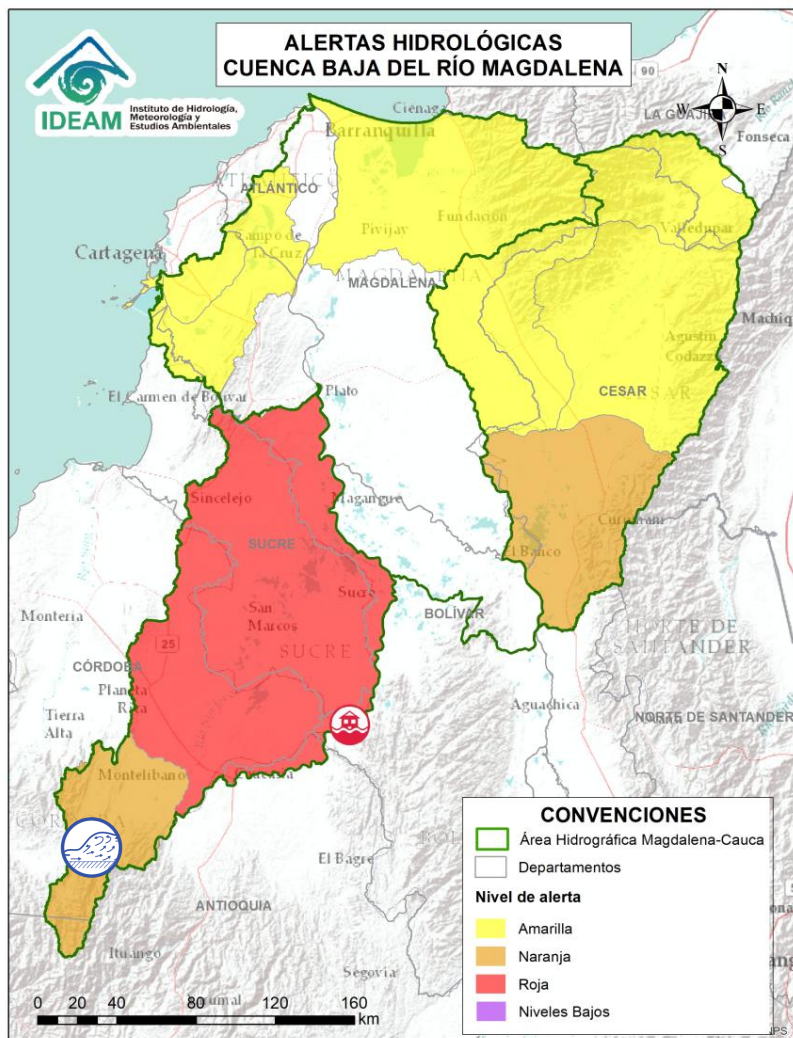 ALERTAS HIDROLÓGICAS
CUENCA BAJA DEL RÍO MAGDALENA
IDEAM
Instituto de Hidrología,
Meteorología y
Estudios Ambientales
90
N
W
E
S
Ciénaga
LA GUAJIRA
Fonseca
Barranquilla
ATLÁNTICO
Valledupar
Pivijay
Fundación
Campo de
la Cruz
Cartagena
MAGDALENA
MAGDALENA
Agustín
Codazzi
CESAR
El Carmen de Bolívar
Plato
Sincelejo
Magangue
SUCRE
El Banco
Sucre
BOLÍVAR
San
Marcos
Montería
25
SUCRE
NORTE DE
SANTANDER
CÓRDOBA
Planeta
Rica
Tierra
Alta
Aguachica
NORTE DE SANTANDER
Montelíbano
Caucasia
El Bagre
ANTIOQUIA
Ituango
Segovia
CONVENCIONES
Área Hidrográfica Magdalena-Cauca
Departamentos
Nivel de alerta
Amarilla
Naranja
Roja
Niveles Bajos
0 20 40 80 120 160
km